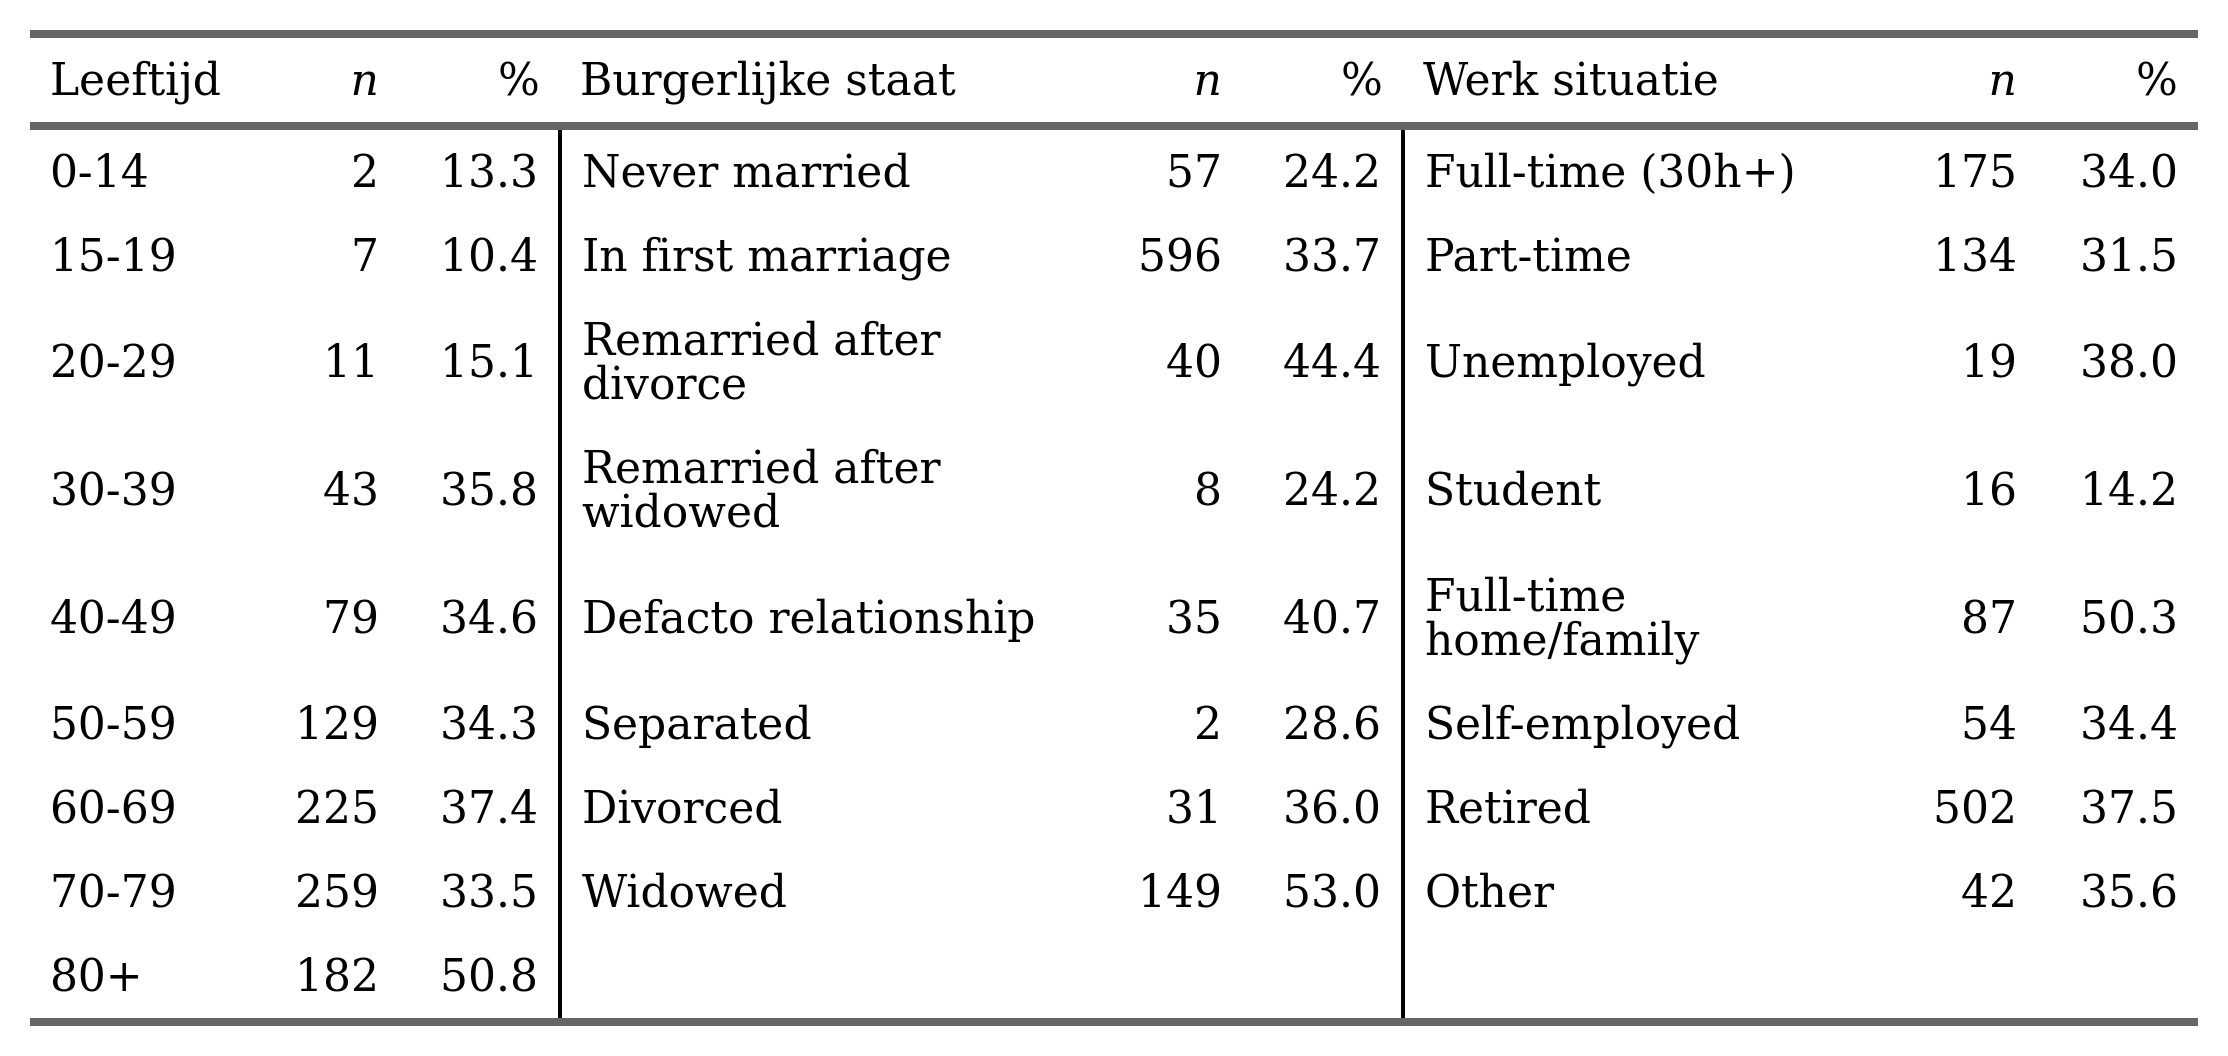 Leeftijd n % Burgerlijke staat n % Werk situatie n %
0-14 2 13.3 Never married 57 24.2 Full-time (30h+) 175 34.0
15-19 7 10.4 In first marriage 596 33.7 Part-time 134 31.5
20-29 11 15.1 Remarried after
divorce 40 44.4 Unemployed 19 38.0
30-39 43 35.8 Remarried after
widowed 8 24.2 Student 16 14.2
40-49 79 34.6 Defacto relationship 35 40.7 Full-time
home/family 87 50.3
50-59 129 34.3 Separated 2 28.6 Self-employed 54 34.4
60-69 225 37.4 Divorced 31 36.0 Retired 502 37.5
70-79 259 33.5 Widowed 149 53.0 Other 42 35.6
80+ 182 50.8